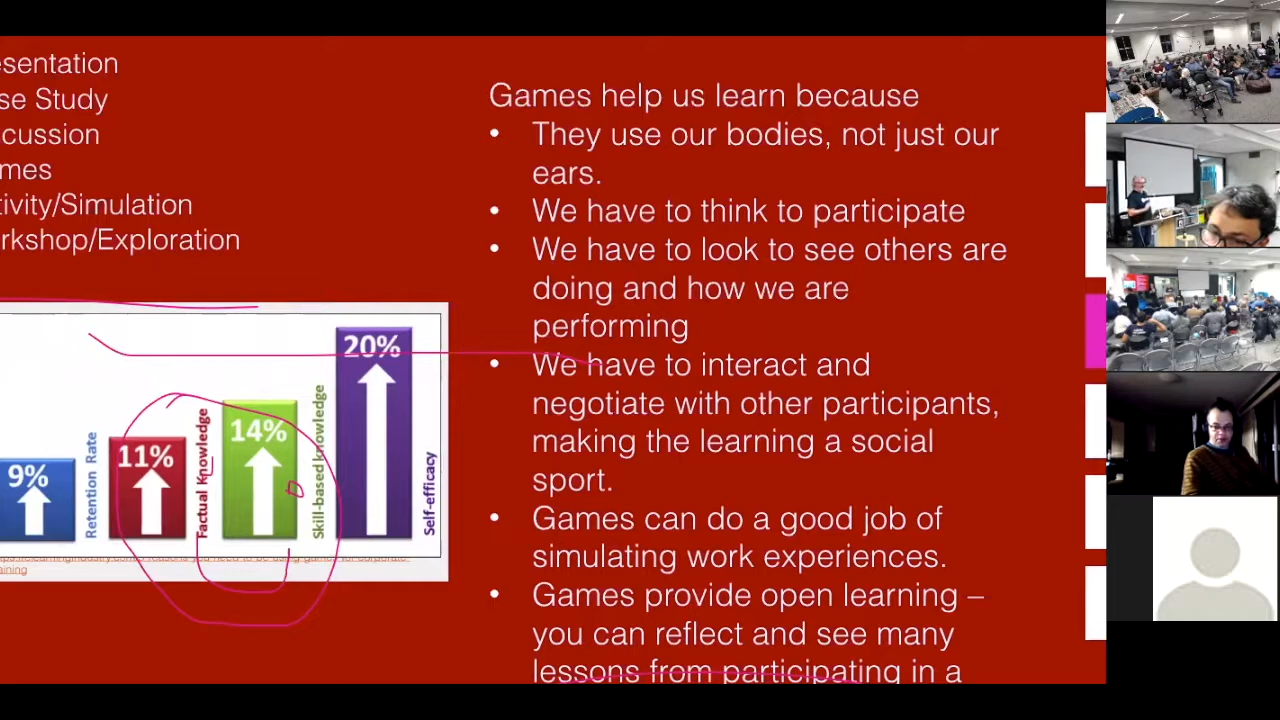 esentation
se Study
cussion
mes
tivity/Simulation
rkshop/Exploration
Games help us learn because
• They use our bodies, not just our
ears.
• We have to think to participate
• We have to look to see others are
doing and how we are
performing
• We have to interact and
negotiate with other participants,
making the learning a social
sport.
• Games can do a good job of
simulating work experiences.
• Games provide open learning –
you can reflect and see many
lessons from participating in a
9%
Retention Rate
11%
Factual Knowledge
14%
Skill-based knowledge
20%
Self-efficacy
aining